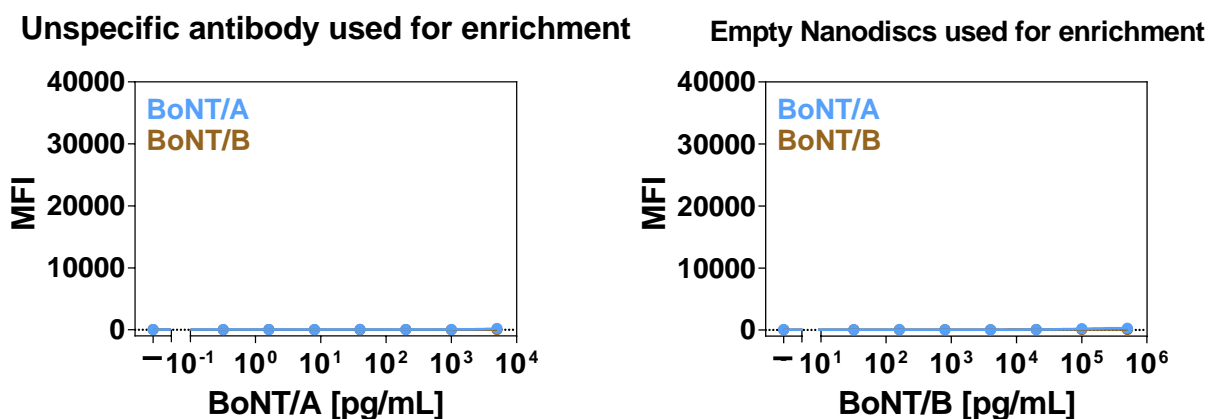 Unspecific antibody used for enrichment
40000
30000
20000
10000
0
MFI
BoNT/A
BoNT/B
– 10⁻¹ 10⁰ 10¹ 10² 10³ 10⁴
BoNT/A [pg/mL]
Empty Nanodiscs used for enrichment
40000
30000
20000
10000
0
MFI
BoNT/A
BoNT/B
– 10¹ 10² 10³ 10⁴ 10⁵ 10⁶
BoNT/B [pg/mL]